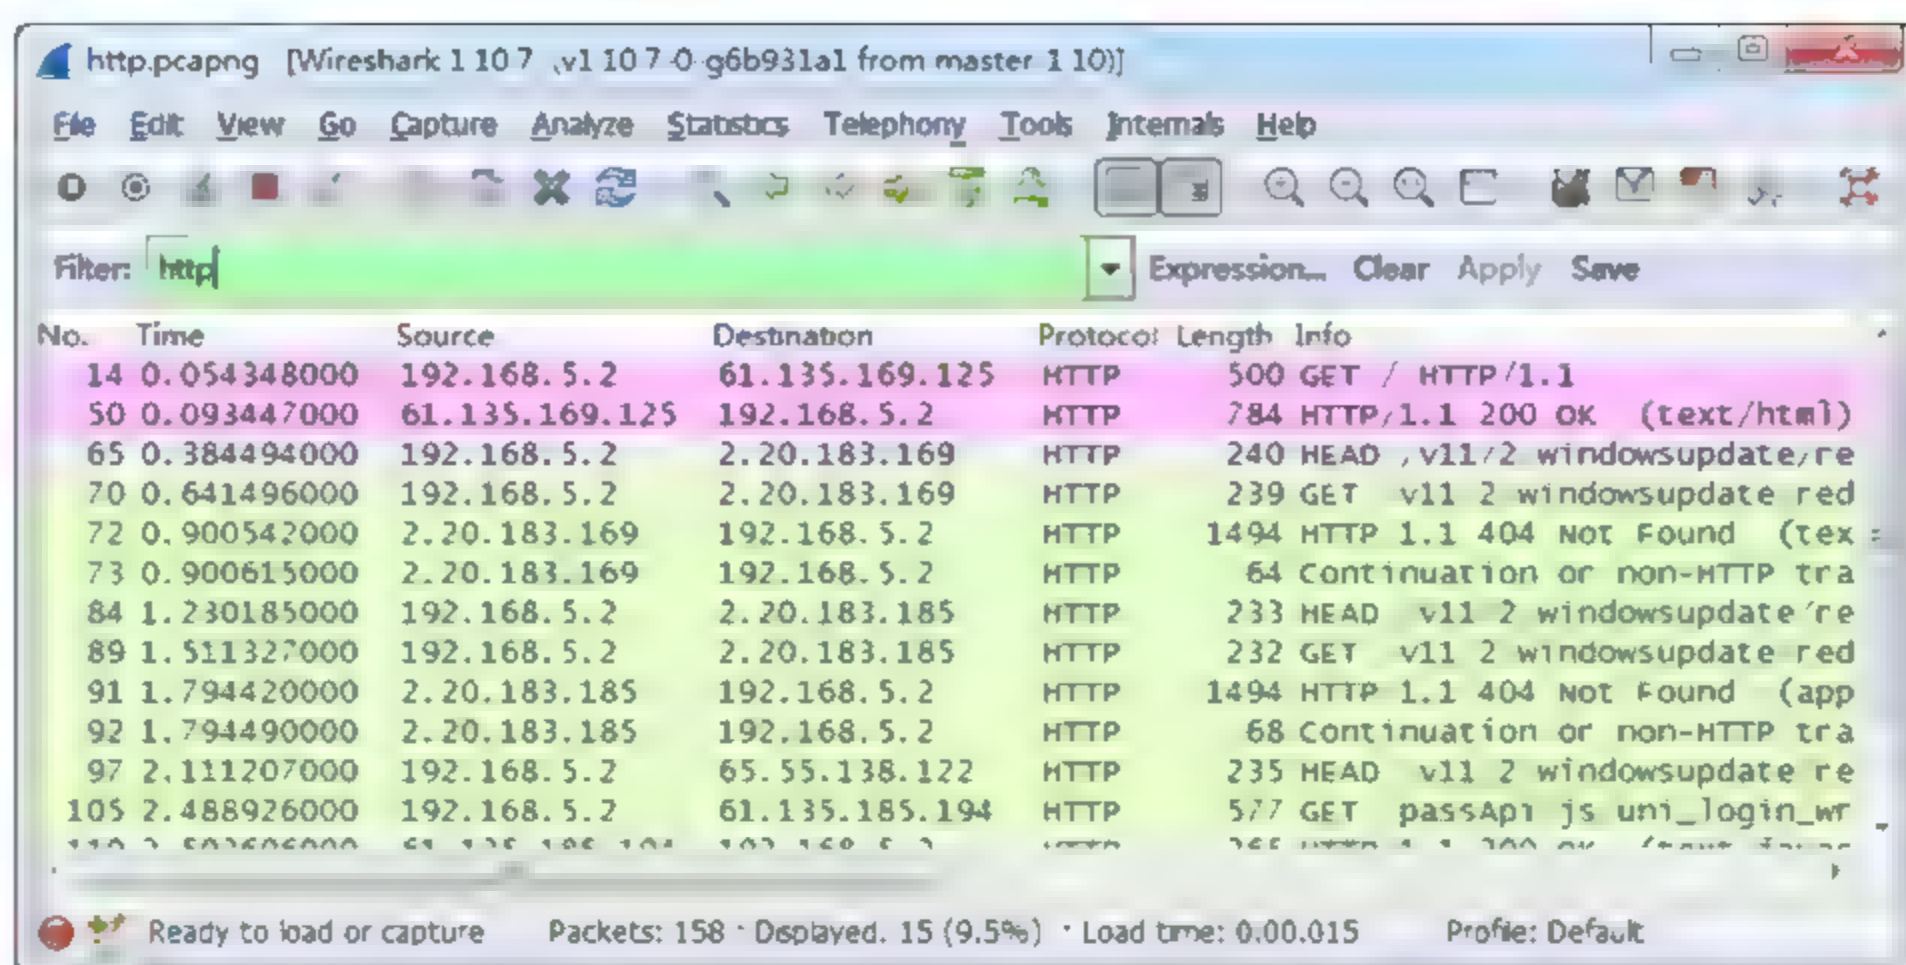 http.pcapng [Wireshark 1 10 7 ,v1 10 7-0-g6b931a1 from master 1 10)]
File Edit View Go Capture Analyze Statistics Telephony Tools Internals Help
Filter: http Expression... Clear Apply Save
No. Time Source Destination Protocol Length Info
14 0.054348000 192.168.5.2 61.135.169.125 HTTP 500 GET / HTTP/1.1
50 0.093447000 61.135.169.125 192.168.5.2 HTTP 784 HTTP/1.1 200 OK (text/html)
65 0.384494000 192.168.5.2 2.20.183.169 HTTP 240 HEAD /v11/2 windowsupdate/re
70 0.641496000 192.168.5.2 2.20.183.169 HTTP 239 GET v11 2 windowsupdate red
72 0.900542000 2.20.183.169 192.168.5.2 HTTP 1494 HTTP 1.1 404 Not Found (tex
73 0.900615000 2.20.183.169 192.168.5.2 HTTP 64 Continuation or non-HTTP tra
84 1.230185000 192.168.5.2 2.20.183.185 HTTP 233 HEAD v11 2 windowsupdate/re
89 1.511327000 192.168.5.2 2.20.183.185 HTTP 232 GET v11 2 windowsupdate red
91 1.794420000 2.20.183.185 192.168.5.2 HTTP 1494 HTTP 1.1 404 Not Found (app
92 1.794490000 2.20.183.185 192.168.5.2 HTTP 68 Continuation or non-HTTP tra
97 2.111207000 192.168.5.2 65.55.138.122 HTTP 235 HEAD v11 2 windowsupdate re
105 2.488926000 192.168.5.2 61.135.185.194 HTTP 577 GET passApi js uni_login_wr
Ready to load or capture Packets: 158 · Displayed: 15 (9.5%) · Load time: 0:00.015 Profile: Default